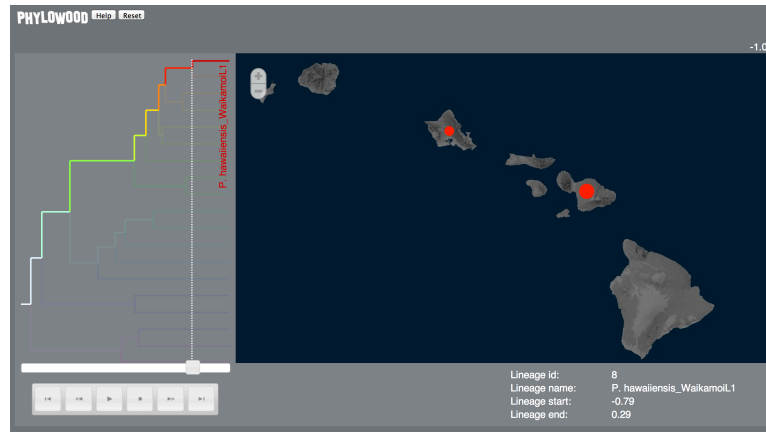 PHYLOWOOD Help Reset
-1.0
P. hawaiiensis_WaikamoiL1
Lineage id: 8
Lineage name: P. hawaiiensis_WaikamoiL1
Lineage start: -0.79
Lineage end: 0.29